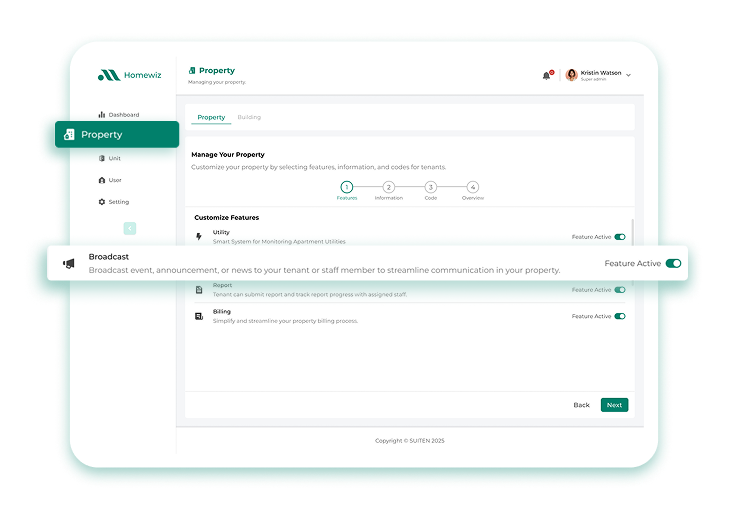 Homewiz
Property
Managing your property.
Kristin Watson
Super admin
Dashboard
Property
Unit
User
Setting
Property Building
Manage Your Property
Customize your property by selecting features, information, and codes for tenants.
1 2 3 4
Features Information Code Overview
Customize Features
Utility
Smart System for Monitoring Apartment Utilities
Feature Active
Broadcast
Broadcast event, announcement, or news to your tenant or staff member to streamline communication in your property.
Feature Active
Report
Tenant can submit report and track report progress with assigned staff.
Feature Active
Billing
Simplify and streamline your property billing process.
Feature Active
Back Next
Copyright © SUITEN 2025